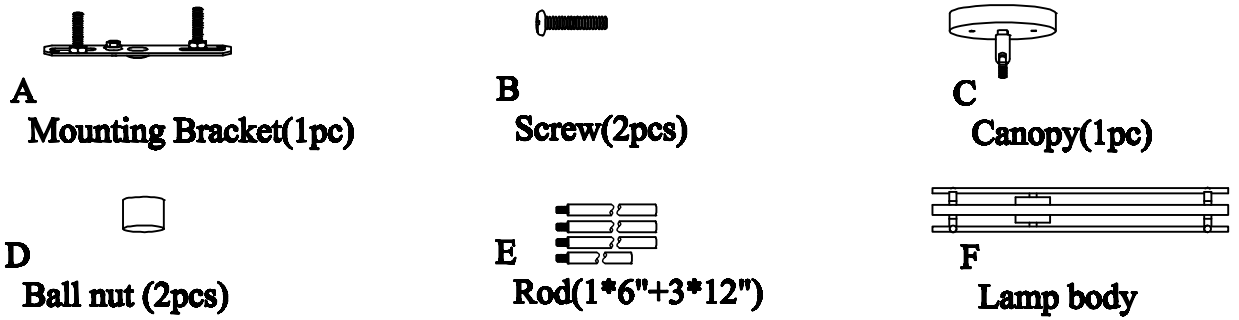 A
Mounting Bracket(1pc)
B
Screw(2pcs)
C
Canopy(1pc)
D
Ball nut (2pcs)
E
Rod(1*6"+3*12")
F
Lamp body